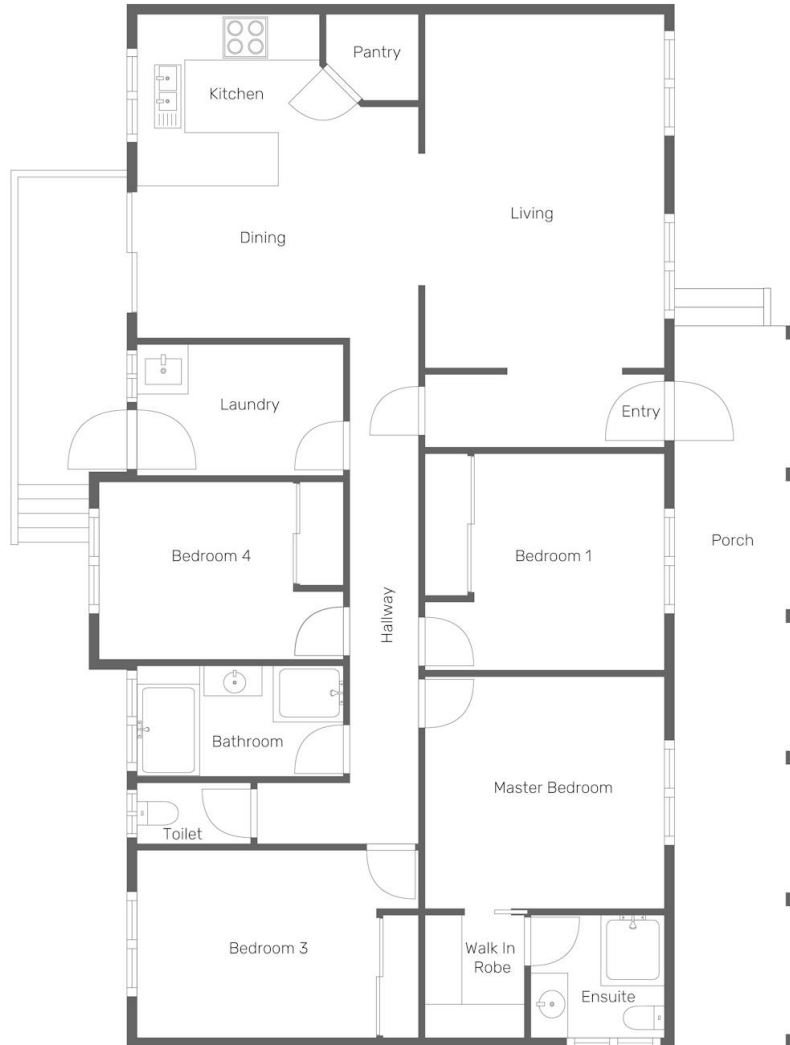 Pantry
Kitchen
Living
Dining
Laundry
Entry
Bedroom 4
Bedroom 1
Porch
Hallway
Bathroom
Master Bedroom
Toilet
Bedroom 3
Walk In
Robe
Ensuite